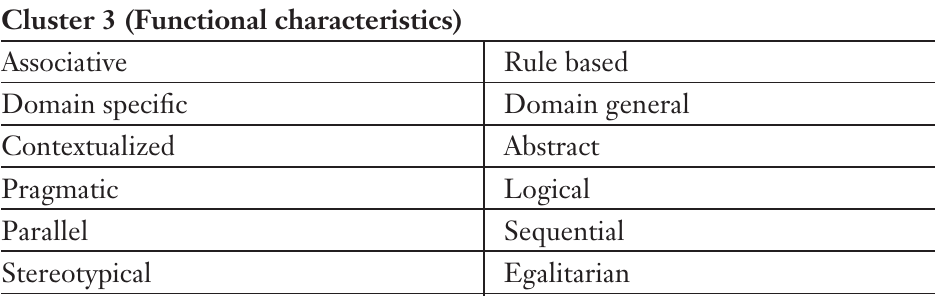 Cluster 3 (Functional characteristics)
Associative Rule based
Domain specific Domain general
Contextualized Abstract
Pragmatic Logical
Parallel Sequential
Stereotypical Egalitarian